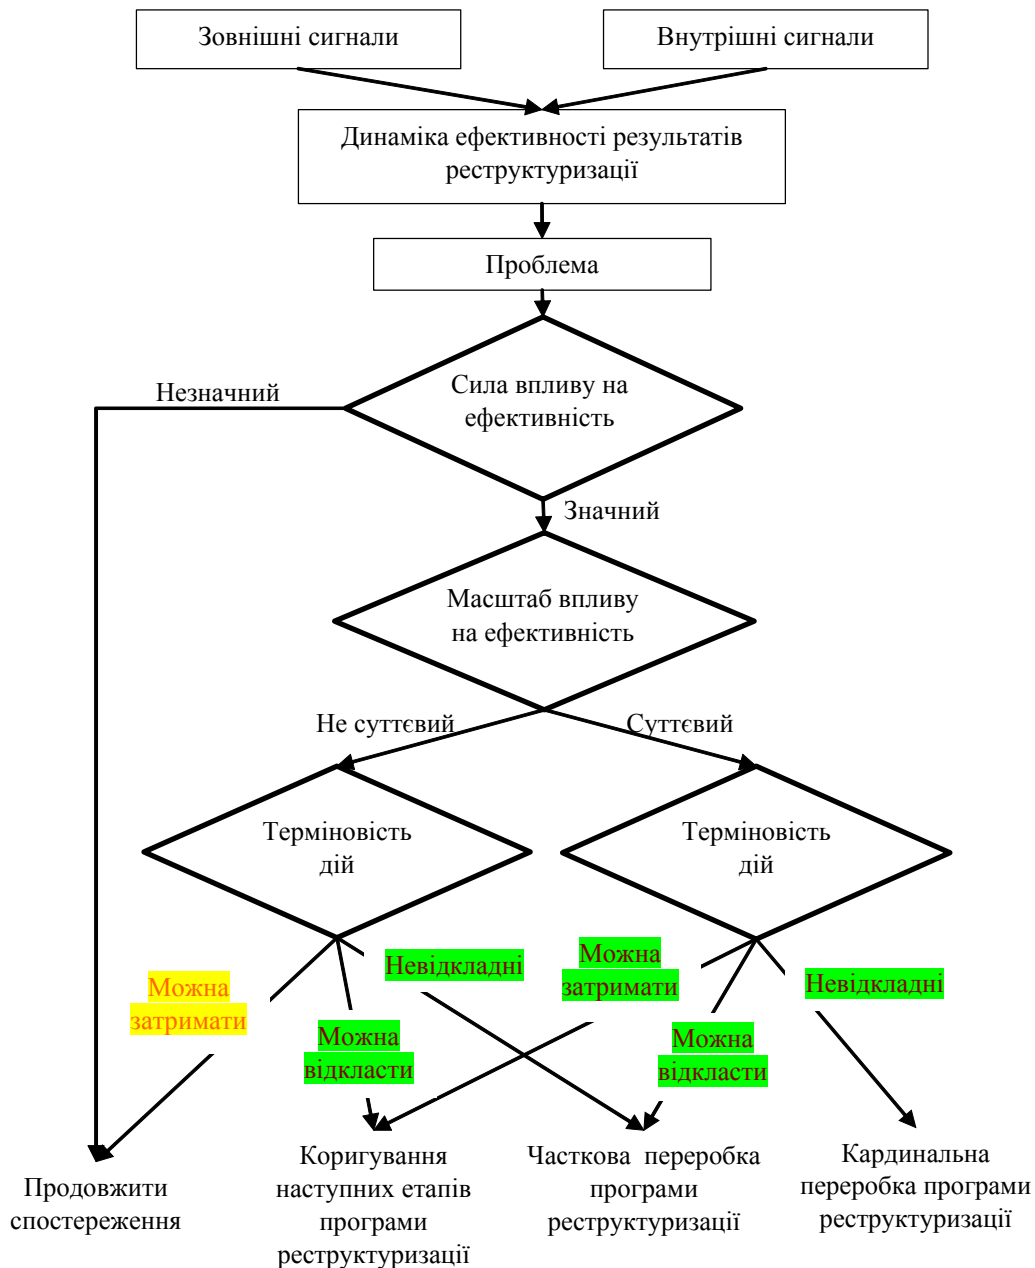 Зовнішні сигнали
Внутрішні сигнали
Динаміка ефективності результатів
реструктуризації
Проблема
Незначний
Сила впливу на
ефективність
Значний
Масштаб впливу
на ефективність
Не суттєвий
Суттєвий
Терміновість
дій
Терміновість
дій
Можна
затримати
Невідкладні
Можна
відкласти
Можна
затримати
Можна
відкласти
Невідкладні
Продовжити
спостереження
Коригування
наступних етапів
програми
реструктуризації
Часткова переробка
програми
реструктуризації
Кардинальна
переробка програми
реструктуризації